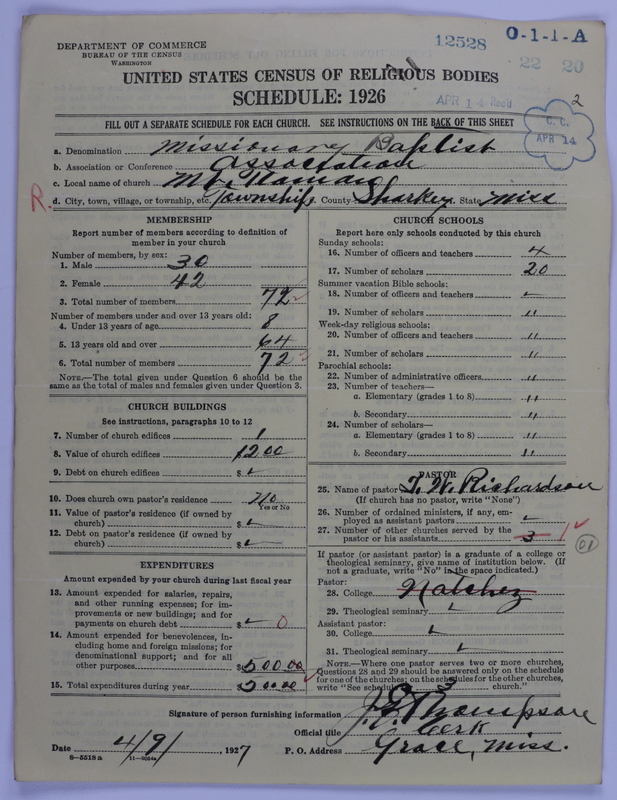 DEPARTMENT OF COMMERCE
BUREAU OF THE CENSUS
WASHINGTON
12528
O-1-1-A
22 20
UNITED STATES CENSUS OF RELIGIOUS BODIES
SCHEDULE: 1926
APR 14 Rec'd
2
C. C.
APR 14
FILL OUT A SEPARATE SCHEDULE FOR EACH CHURCH. SEE INSTRUCTIONS ON THE BACK OF THIS SHEET
a. Denomination Missionary Baptist
b. Association or Conference Association
c. Local name of church Mt.
R. d. City, town, village, or township, etc. Township County Sharkey State Miss
MEMBERSHIP
Report number of members according to definition of
member in your church
Number of members, by sex:
1. Male 30
2. Female 42
3. Total number of members 72
Number of members under and over 13 years old:
4. Under 13 years of age 8
5. 13 years old and over 64
6. Total number of members 72
NOTE.—The total given under Question 6 should be the
same as the total of males and females given under Question 3.
CHURCH BUILDINGS
See instructions, paragraphs 10 to 12
7. Number of church edifices 1
8. Value of church edifices $1200
9. Debt on church edifices $
10. Does church own pastor's residence No
Yes or No
11. Value of pastor's residence (if owned by
church) $
12. Debt on pastor's residence (if owned by
church) $
EXPENDITURES
Amount expended by your church during last fiscal year
13. Amount expended for salaries, repairs,
and other running expenses; for im-
provements or new buildings; and for
payments on church debt $ 0
14. Amount expended for benevolences, in-
cluding home and foreign missions; for
denominational support; and for all
other purposes $500.00
15. Total expenditures during year $500.00
CHURCH SCHOOLS
Report here only schools conducted by this church
Sunday schools:
16. Number of officers and teachers 4
17. Number of scholars 20
Summer vacation Bible schools:
18. Number of officers and teachers
19. Number of scholars "
Week-day religious schools:
20. Number of officers and teachers "
21. Number of scholars "
Parochial schools:
22. Number of administrative officers "
23. Number of teachers—
a. Elementary (grades 1 to 8) "
b. Secondary "
24. Number of scholars—
a. Elementary (grades 1 to 8) "
b. Secondary "
PASTOR
25. Name of pastor T. W. Richardson
(If church has no pastor, write "None")
26. Number of ordained ministers, if any, em-
ployed as assistant pastors
27. Number of other churches served by the
pastor or his assistants 3 1
01
If pastor (or assistant pastor) is a graduate of a college or
theological seminary, give name of institution below. (If
not a graduate, write "No" in the space indicated.)
Pastor:
28. College Natchez
29. Theological seminary
Assistant pastor:
30. College
31. Theological seminary
NOTE.—Where one pastor serves two or more churches,
Questions 28 and 29 should be answered only on the schedule
for one of the churches; on the schedules for the other churches,
write "See schedule 3 church."
Signature of person furnishing information Thompson
Official title Clerk
Date 4/9/, 1927 P. O. Address Grace, Miss.
8-5518 a